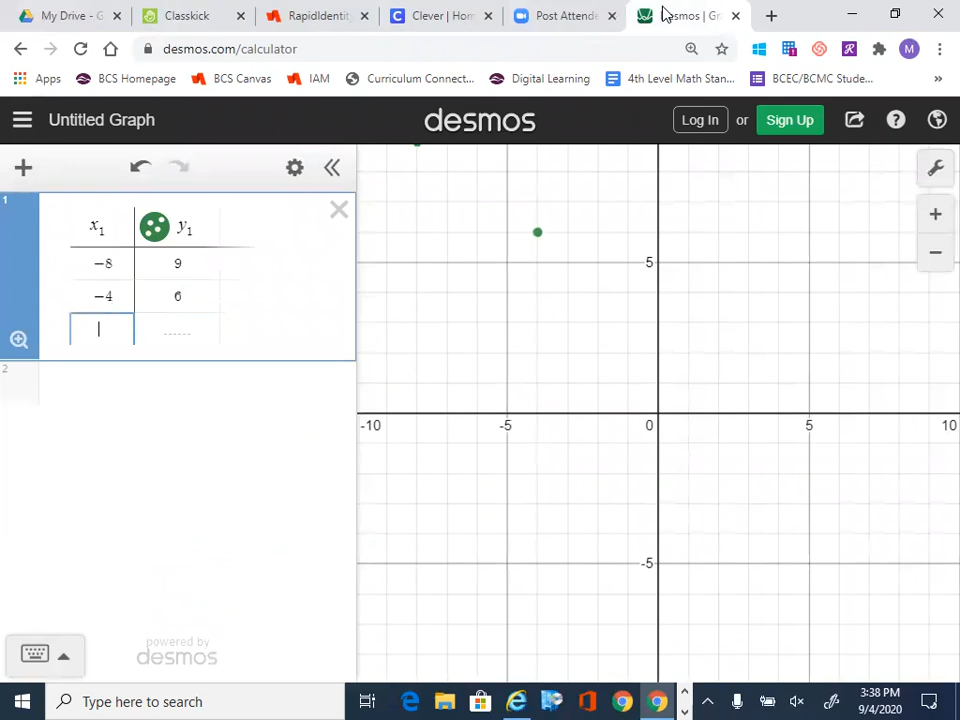 My Drive - G
Classkick
RapidIdentity
Clever | Hom
Post Attende
Desmos | Gr
desmos.com/calculator
Apps
BCS Homepage
BCS Canvas
IAM
Curriculum Connect...
Digital Learning
4th Level Math Stan...
BCEC/BCMC Stude...
»
Untitled Graph
desmos
Log In
or
Sign Up
1
x₁ y₁
−8 9
−4 6
2
5
-10 -5 0 5 10
-5
powered by
desmos
Type here to search
3:38 PM
9/4/2020